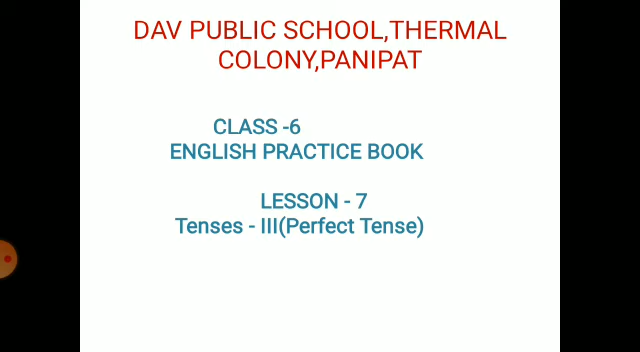 DAV PUBLIC SCHOOL,THERMAL
COLONY,PANIPAT
CLASS -6
ENGLISH PRACTICE BOOK
LESSON - 7
Tenses - III(Perfect Tense)